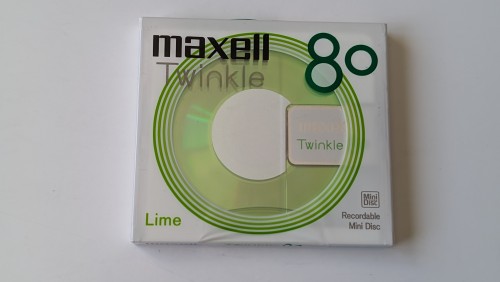 maxell
Twinkle
80
Twinkle
Mini
Disc
Lime
Recordable
Mini Disc